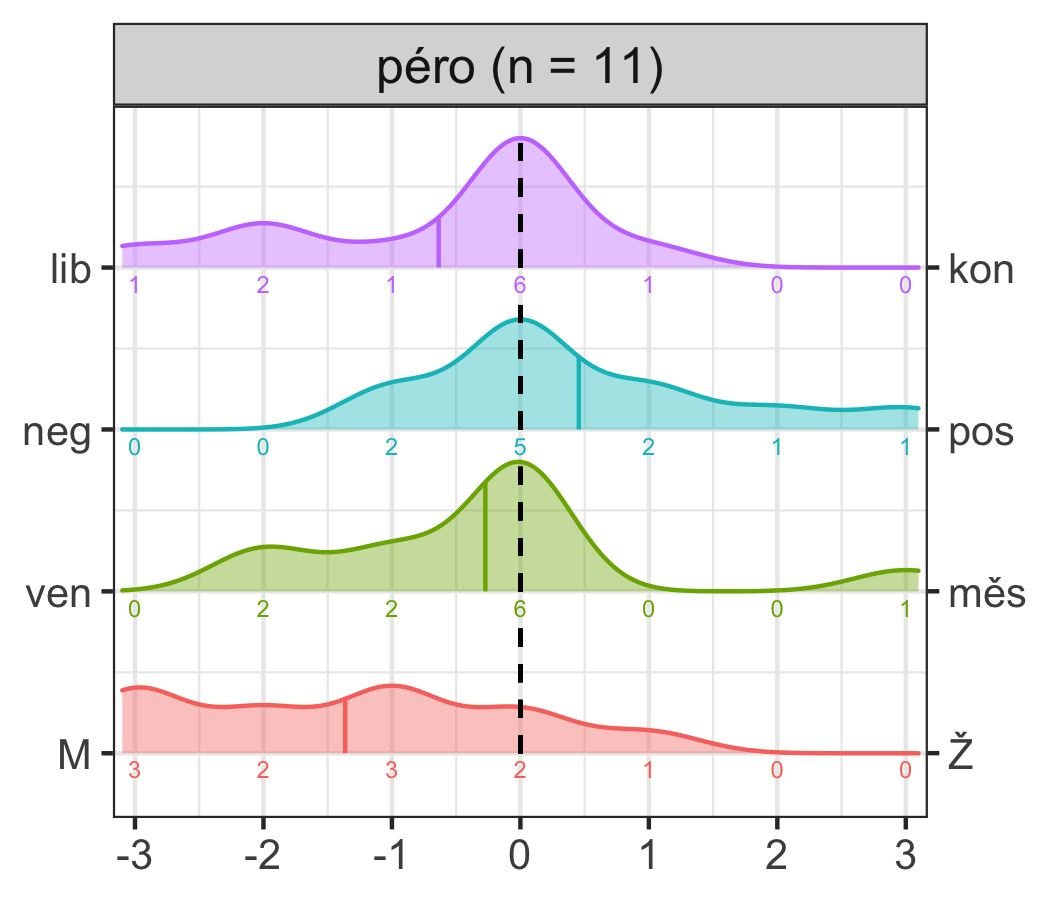 péro (n = 11)
lib kon
1 2 1 6 1 0 0
neg pos
0 0 2 5 2 1 1
ven měs
0 2 2 6 0 0 1
M Ž
3 2 3 2 1 0 0
-3 -2 -1 0 1 2 3